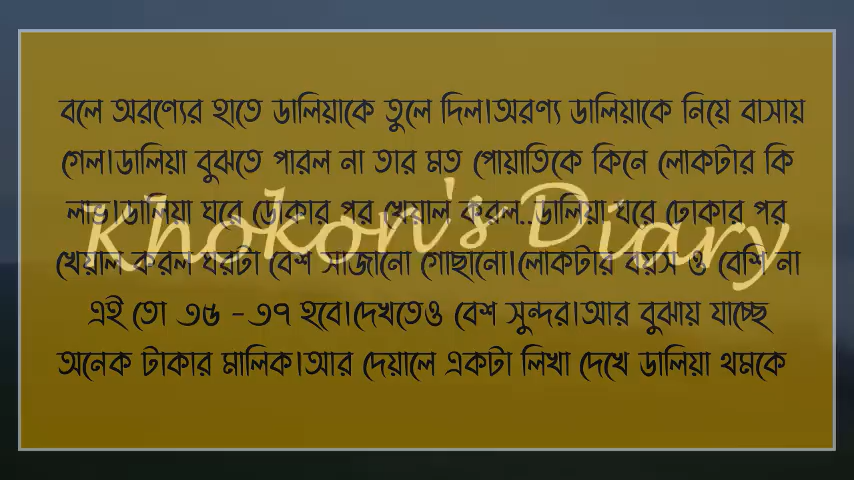 বলে অরণ্যের হাতে ডালিয়াকে তুলে দিল।অরণ্য ডালিয়াকে নিয়ে বাসায়
গেল।ডালিয়া বুঝতে পারল না তার মত পোয়াতিকে কিনে লোকটার কি
লাভ।ডালিয়া ঘরে ডোকার পর খেয়াল করল..ডালিয়া ঘরে ঢোকার পর
খেয়াল করল ঘরটা বেশ সাজানো গোছানো।লোকটার বয়স ও বেশি না
এই তো ৩৫ -৩৭ হবে।দেখতেও বেশ সুন্দর।আর বুঝায় যাচ্ছে
অনেক টাকার মালিক।আর দেয়ালে একটা লিখা দেখে ডালিয়া থমকে
Khokon's Diary